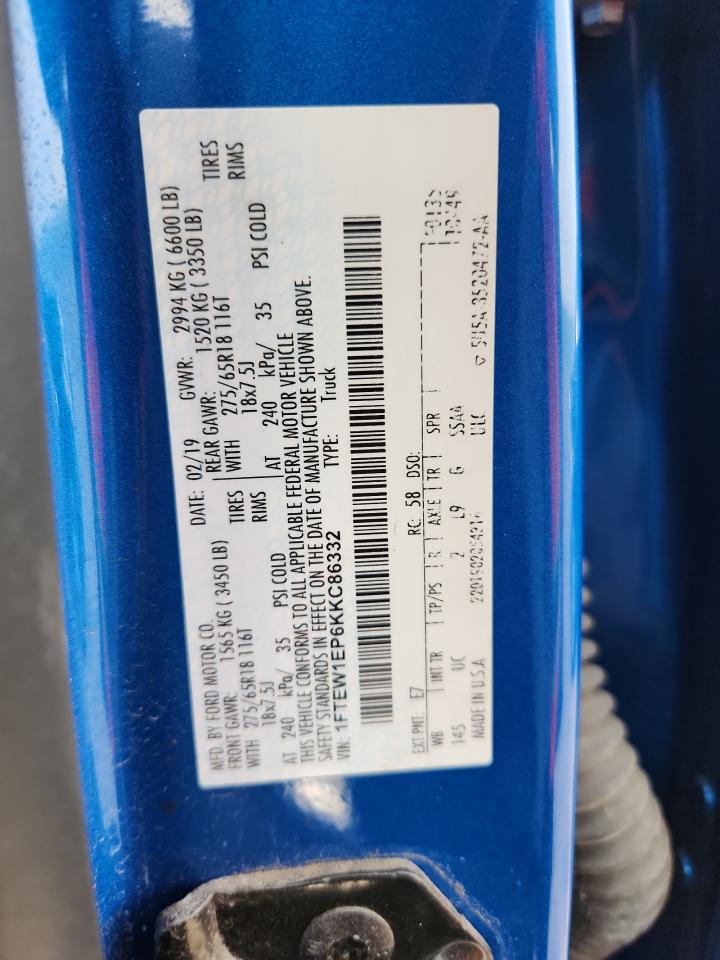 MFD. BY FORD MOTOR CO.
DATE: 02/19 GVWR: 2994 KG ( 6600 LB)
FRONT GAWR: 1565 KG ( 3450 LB) REAR GAWR: 1520 KG ( 3350 LB)
WITH 275/65R18 116T TIRES WITH 275/65R18 116T TIRES
18x7.5J RIMS 18x7.5J RIMS
AT 240 kPa/ 35 PSI COLD AT 240 kPa/ 35 PSI COLD
THIS VEHICLE CONFORMS TO ALL APPLICABLE FEDERAL MOTOR VEHICLE
SAFETY STANDARDS IN EFFECT ON THE DATE OF MANUFACTURE SHOWN ABOVE.
VIN: 1FTEW1EP6KKC86332 TYPE: Truck
EXT PNT: E7 RC: 58 DSO:
WB INT TR TP/PS R AXLE TR SPR
145 UC 2 L9 G SSAA
MADE IN U.S.A ULC